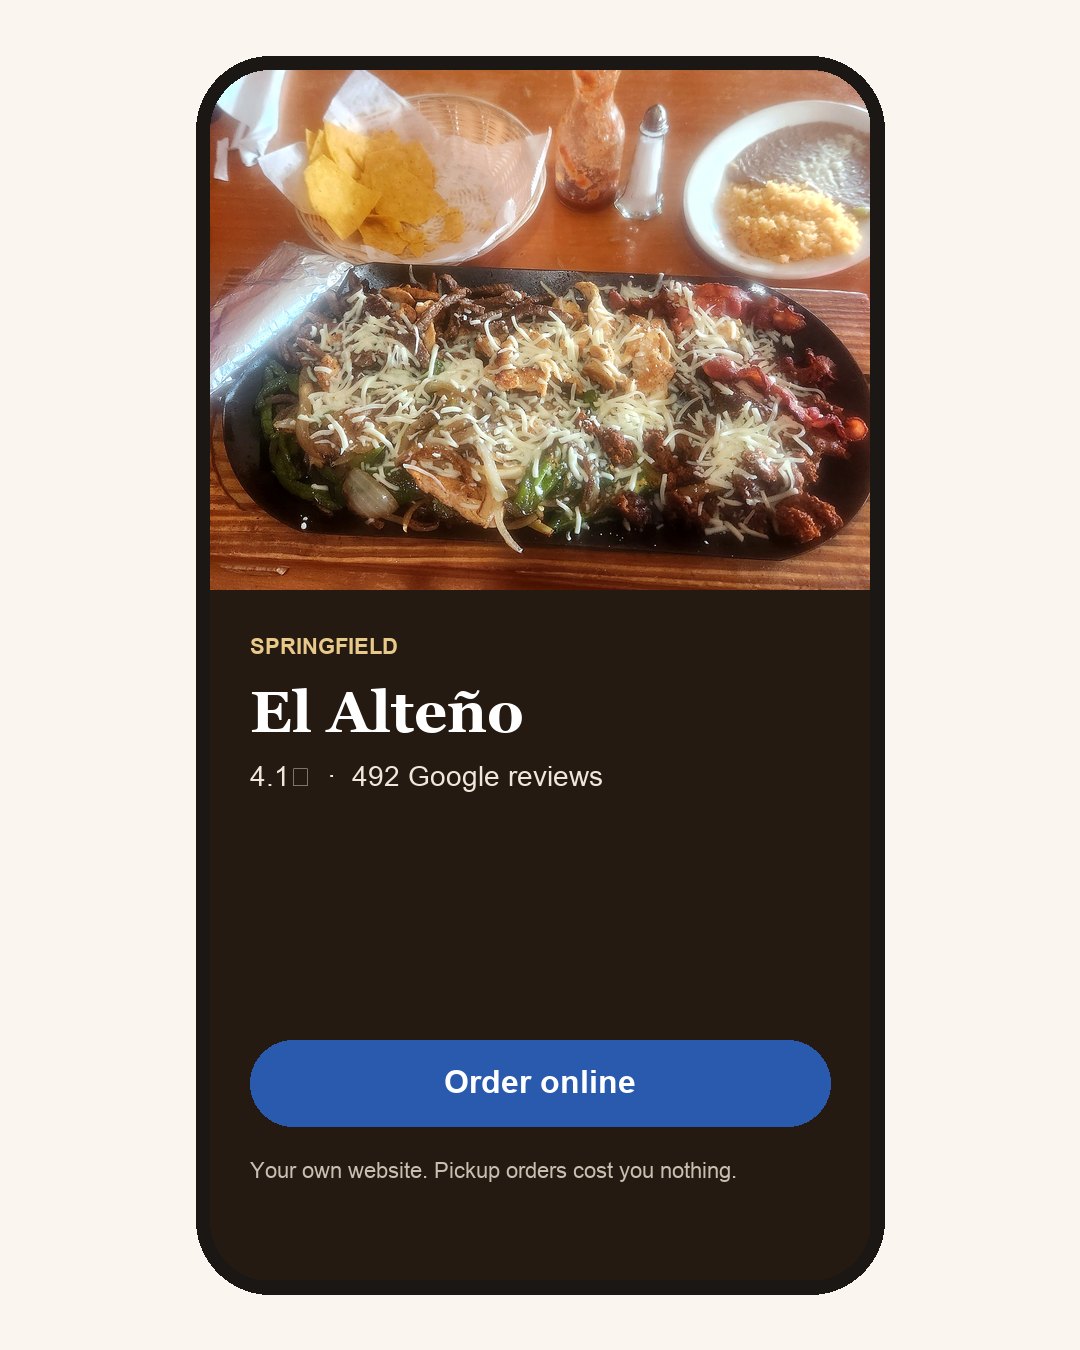 SPRINGFIELD
El Alteño
4.1□ · 492 Google reviews
Order online
Your own website. Pickup orders cost you nothing.